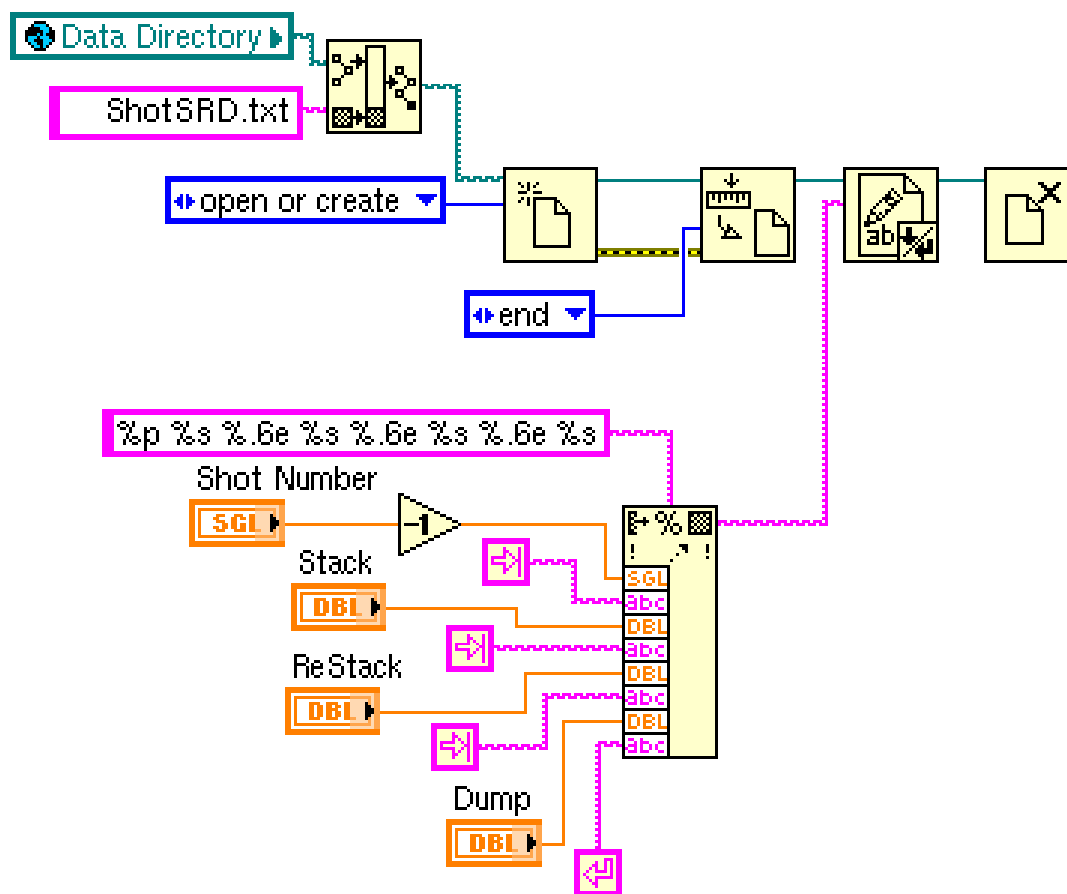 Data Directory
ShotSRD.txt
open or create
ab
end
%p %s %.6e %s %.6e %s %.6e %s
Shot Number
SGL
-1
%
! !
Stack
DBL
SGL
abc
DBL
abc
ReStack
DBL
DBL
abc
DBL
abc
Dump
DBL